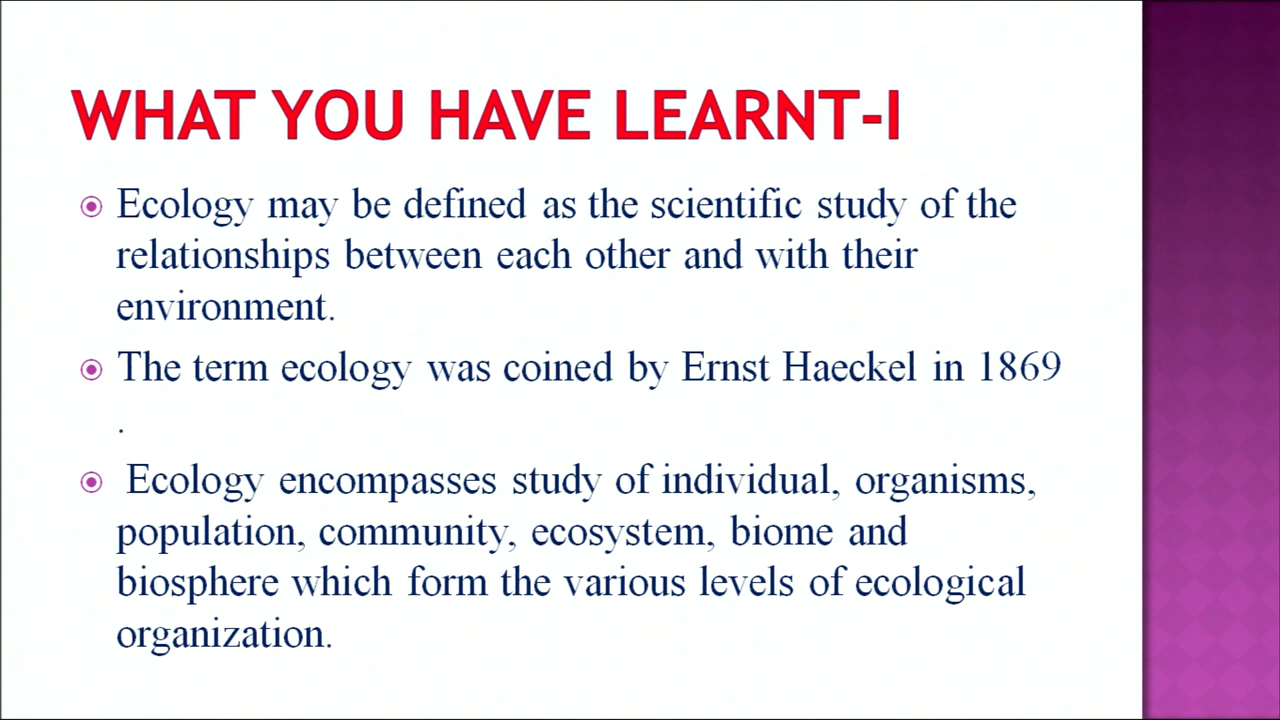 WHAT YOU HAVE LEARNT-I
Ecology may be defined as the scientific study of the
relationships between each other and with their
environment.
The term ecology was coined by Ernst Haeckel in 1869
.
Ecology encompasses study of individual, organisms,
population, community, ecosystem, biome and
biosphere which form the various levels of ecological
organization.